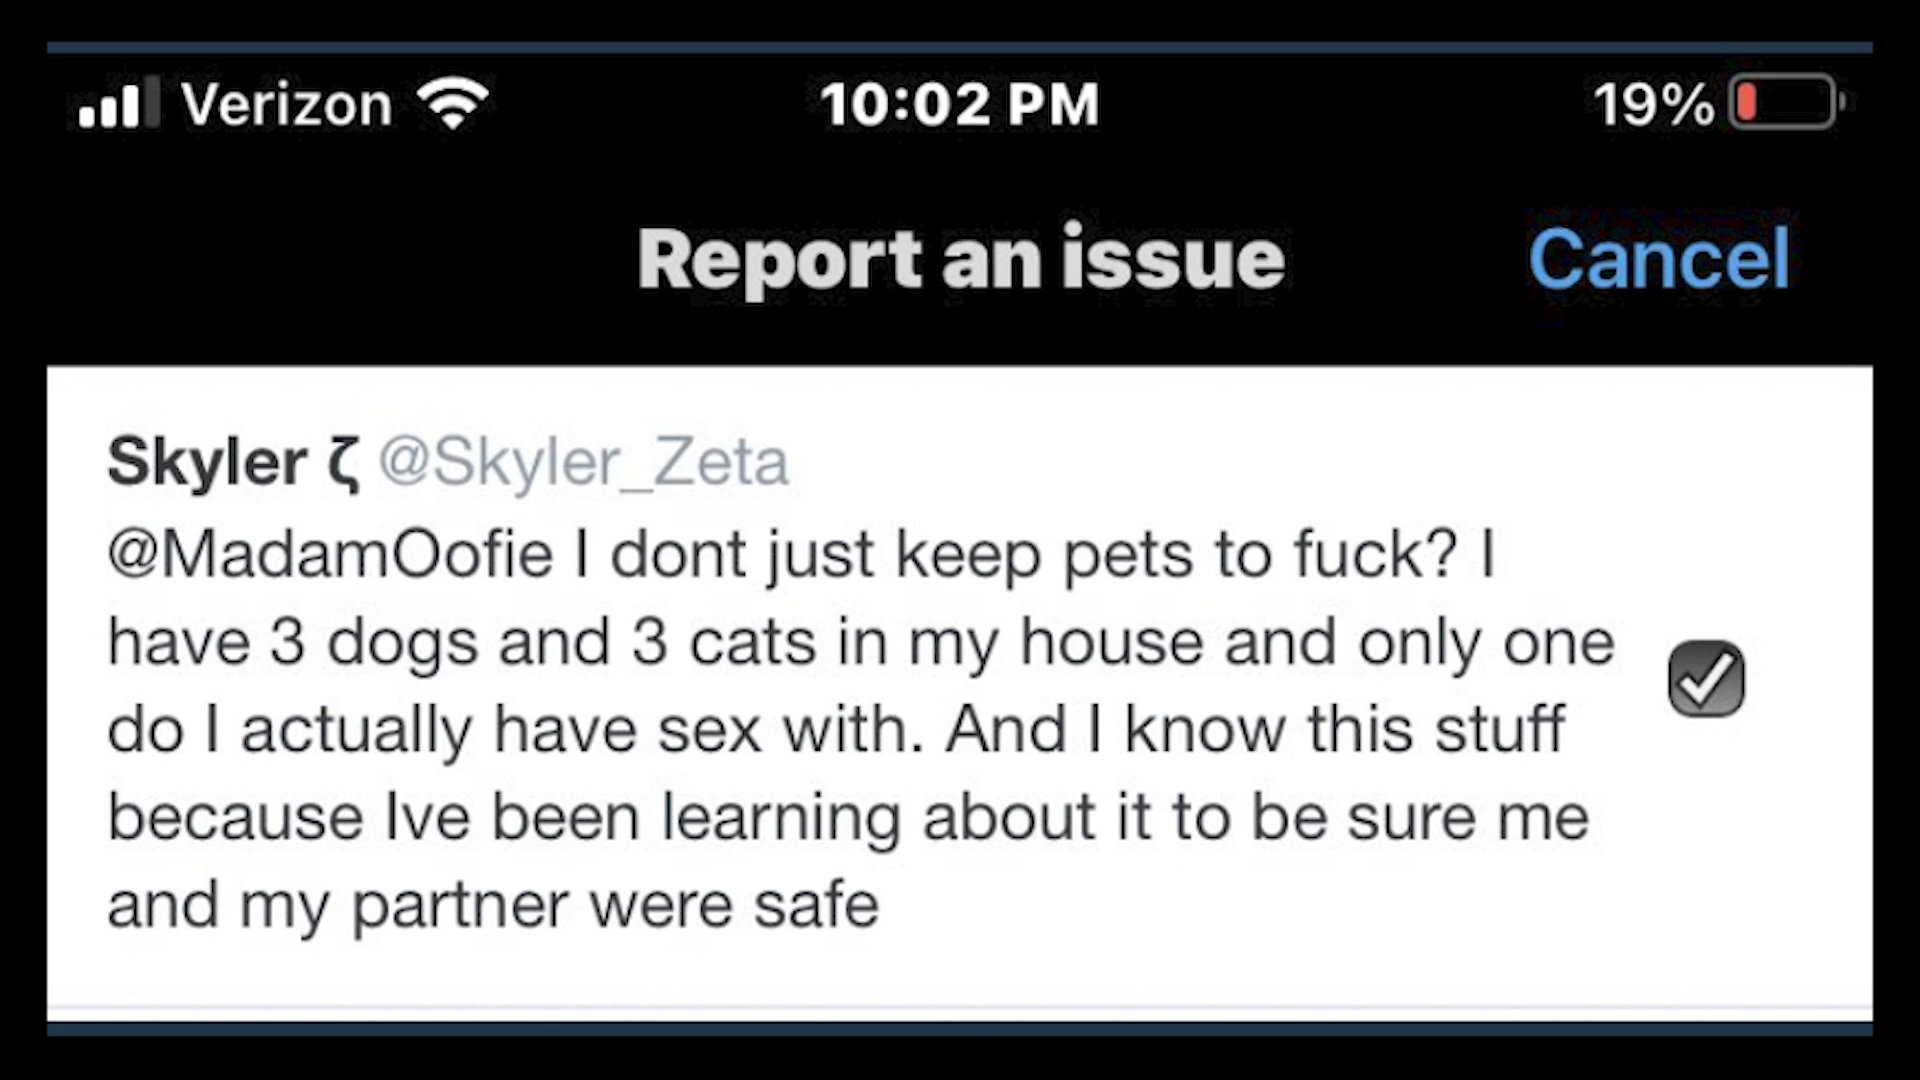 Verizon 10:02 PM 19%
Report an issue Cancel
Skyler ζ @Skyler_Zeta
@MadamOofie I dont just keep pets to fuck? I
have 3 dogs and 3 cats in my house and only one
do I actually have sex with. And I know this stuff
because Ive been learning about it to be sure me
and my partner were safe